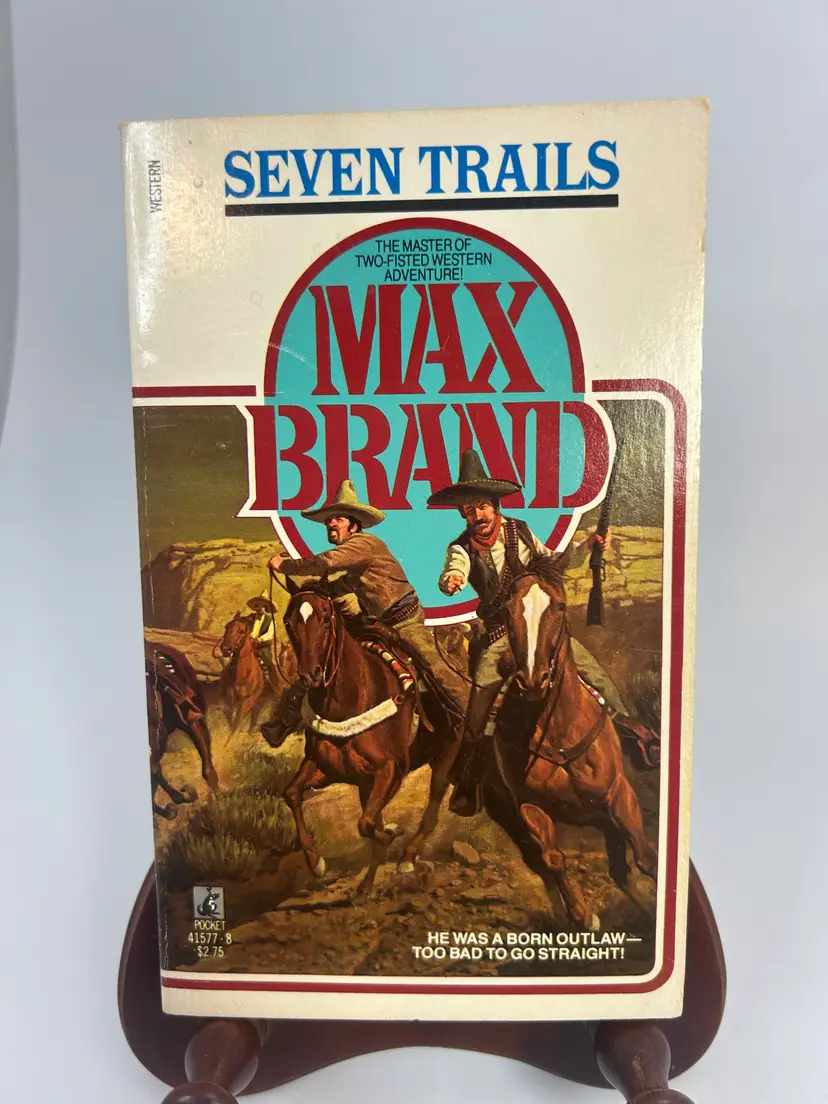 WESTERN
SEVEN TRAILS
THE MASTER OF
TWO-FISTED WESTERN
ADVENTURE!
MAX
BRAND
POCKET
41577-8
$2.75
HE WAS A BORN OUTLAW—
TOO BAD TO GO STRAIGHT!